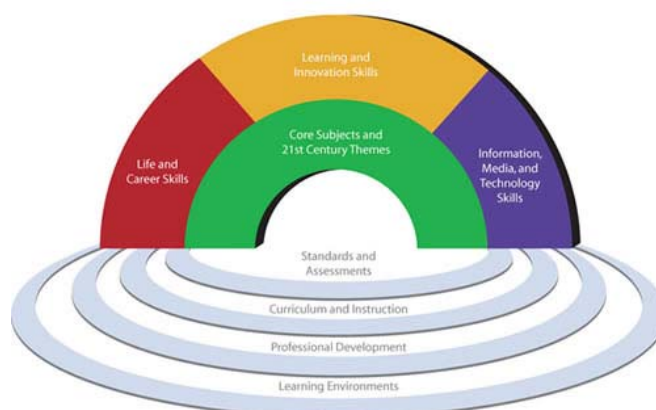 Learning and
Innovation Skills
Core Subjects and
21st Century Themes
Life and
Career Skills
Information,
Media, and
Technology
Skills
Standards and
Assessments
Curriculum and Instruction
Professional Development
Learning Environments